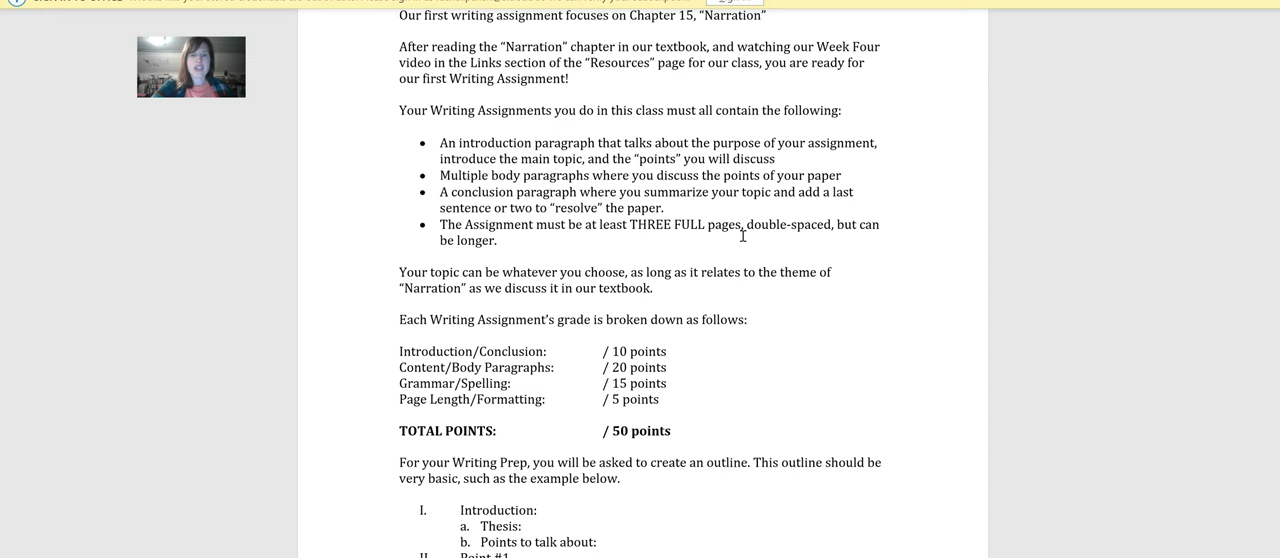 Our first writing assignment focuses on Chapter 15, “Narration”
After reading the “Narration” chapter in our textbook, and watching our Week Four
video in the Links section of the “Resources” page for our class, you are ready for
our first Writing Assignment!
Your Writing Assignments you do in this class must all contain the following:
• An introduction paragraph that talks about the purpose of your assignment,
introduce the main topic, and the “points” you will discuss
• Multiple body paragraphs where you discuss the points of your paper
• A conclusion paragraph where you summarize your topic and add a last
sentence or two to “resolve” the paper.
• The Assignment must be at least THREE FULL pages, double-spaced, but can
be longer.
Your topic can be whatever you choose, as long as it relates to the theme of
“Narration” as we discuss it in our textbook.
Each Writing Assignment’s grade is broken down as follows:
Introduction/Conclusion: / 10 points
Content/Body Paragraphs: / 20 points
Grammar/Spelling: / 15 points
Page Length/Formatting: / 5 points
TOTAL POINTS: / 50 points
For your Writing Prep, you will be asked to create an outline. This outline should be
very basic, such as the example below.
I. Introduction:
a. Thesis:
b. Points to talk about:
II. Point #1